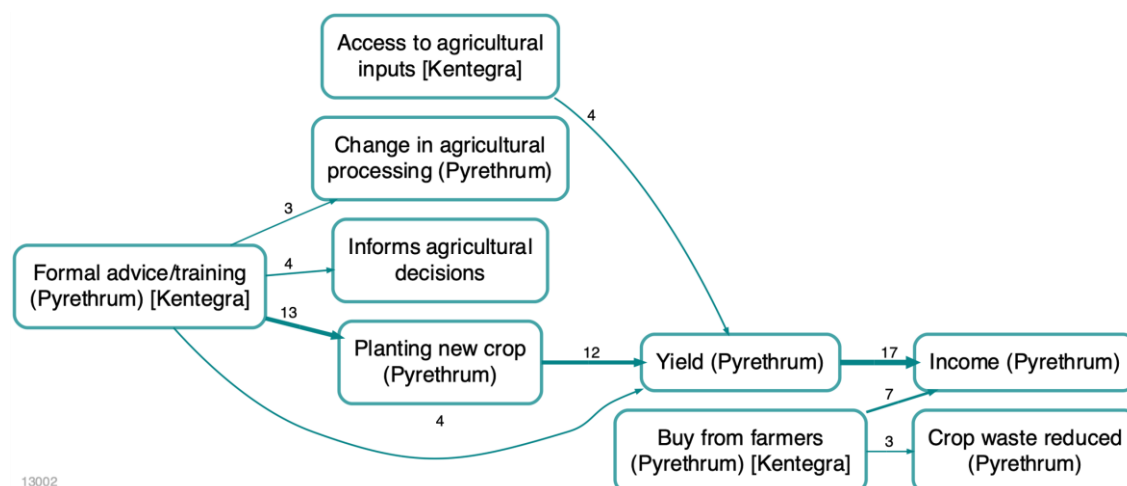 Access to agricultural
inputs [Kentegra]
4
Change in agricultural
processing (Pyrethrum)
3
Informs agricultural
decisions
4
Formal advice/training
(Pyrethrum) [Kentegra]
13
Planting new crop
(Pyrethrum)
12
Yield (Pyrethrum)
17
Income (Pyrethrum)
4
7
Buy from farmers
(Pyrethrum) [Kentegra]
3
Crop waste reduced
(Pyrethrum)
13002